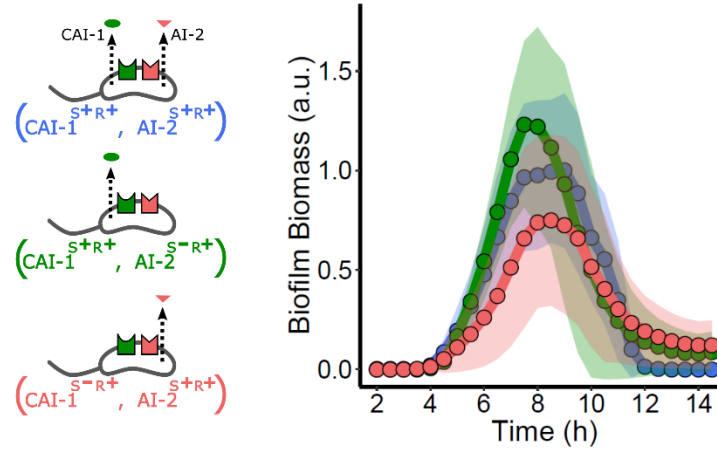 CAI-1 AI-2
(CAI-1S+R+, AI-2S+R+)
(CAI-1S+R+, AI-2S-R+)
(CAI-1S-R+, AI-2S+R+)
Biofilm Biomass (a.u.)
1.5
1.0
0.5
0.0
2 4 6 8 10 12 14
Time (h)